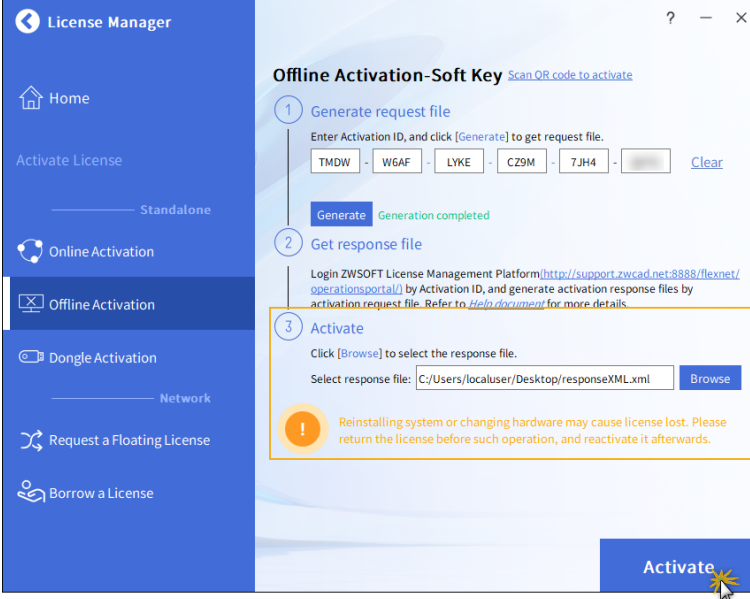 License Manager
?
Home
Activate License
Standalone
Online Activation
Offline Activation
Dongle Activation
Network
Request a Floating License
Borrow a License
Offline Activation-Soft Key Scan QR code to activate
1 Generate request file
Enter Activation ID, and click [Generate] to get request file.
TMDW - W6AF - LYKE - CZ9M - 7JH4 - Clear
Generate Generation completed
2 Get response file
Login ZWSOFT License Management Platform(http://support.zwcad.net:8888/flexnet/
operationsportal/) by Activation ID, and generate activation response files by
activation request file. Refer to Help document for more details.
3 Activate
Click [Browse] to select the response file.
Select response file: C:/Users/localuser/Desktop/responseXML.xml Browse
! Reinstalling system or changing hardware may cause license lost. Please
return the license before such operation, and reactivate it afterwards.
Activate